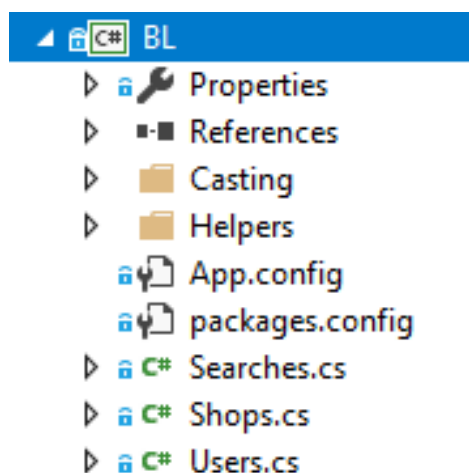 C# BL
Properties
References
Casting
Helpers
App.config
packages.config
C# Searches.cs
C# Shops.cs
C# Users.cs